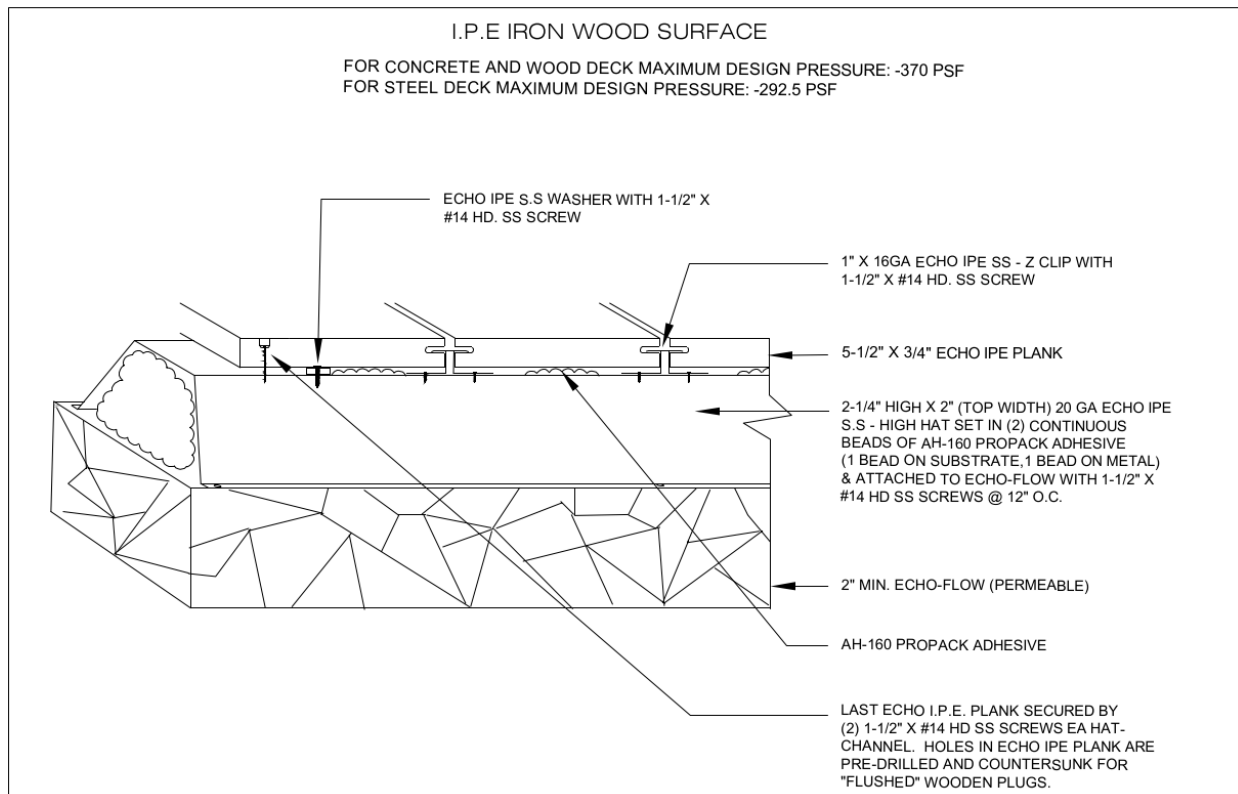 I.P.E IRON WOOD SURFACE
FOR CONCRETE AND WOOD DECK MAXIMUM DESIGN PRESSURE: -370 PSF
FOR STEEL DECK MAXIMUM DESIGN PRESSURE: -292.5 PSF
ECHO IPE S.S WASHER WITH 1-1/2" X
#14 HD. SS SCREW
1" X 16GA ECHO IPE SS - Z CLIP WITH
1-1/2" X #14 HD. SS SCREW
5-1/2" X 3/4" ECHO IPE PLANK
2-1/4" HIGH X 2" (TOP WIDTH) 20 GA ECHO IPE
S.S - HIGH HAT SET IN (2) CONTINUOUS
BEADS OF AH-160 PROPACK ADHESIVE
(1 BEAD ON SUBSTRATE,1 BEAD ON METAL)
& ATTACHED TO ECHO-FLOW WITH 1-1/2" X
#14 HD SS SCREWS @ 12" O.C.
2" MIN. ECHO-FLOW (PERMEABLE)
AH-160 PROPACK ADHESIVE
LAST ECHO I.P.E. PLANK SECURED BY
(2) 1-1/2" X #14 HD SS SCREWS EA HAT-
CHANNEL. HOLES IN ECHO IPE PLANK ARE
PRE-DRILLED AND COUNTERSUNK FOR
"FLUSHED" WOODEN PLUGS.